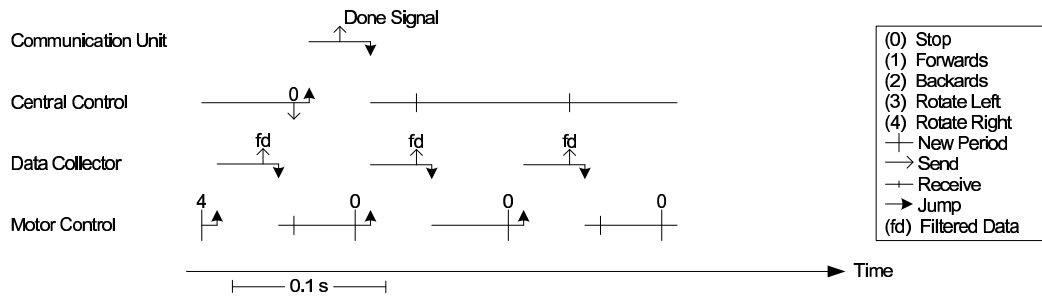 Done Signal
Communication Unit
Central Control
0
Data Collector
fd
fd
fd
Motor Control
4
0
0
0
Time
0.1 s
(0) Stop
(1) Forwards
(2) Backards
(3) Rotate Left
(4) Rotate Right
New Period
Send
Receive
Jump
(fd) Filtered Data